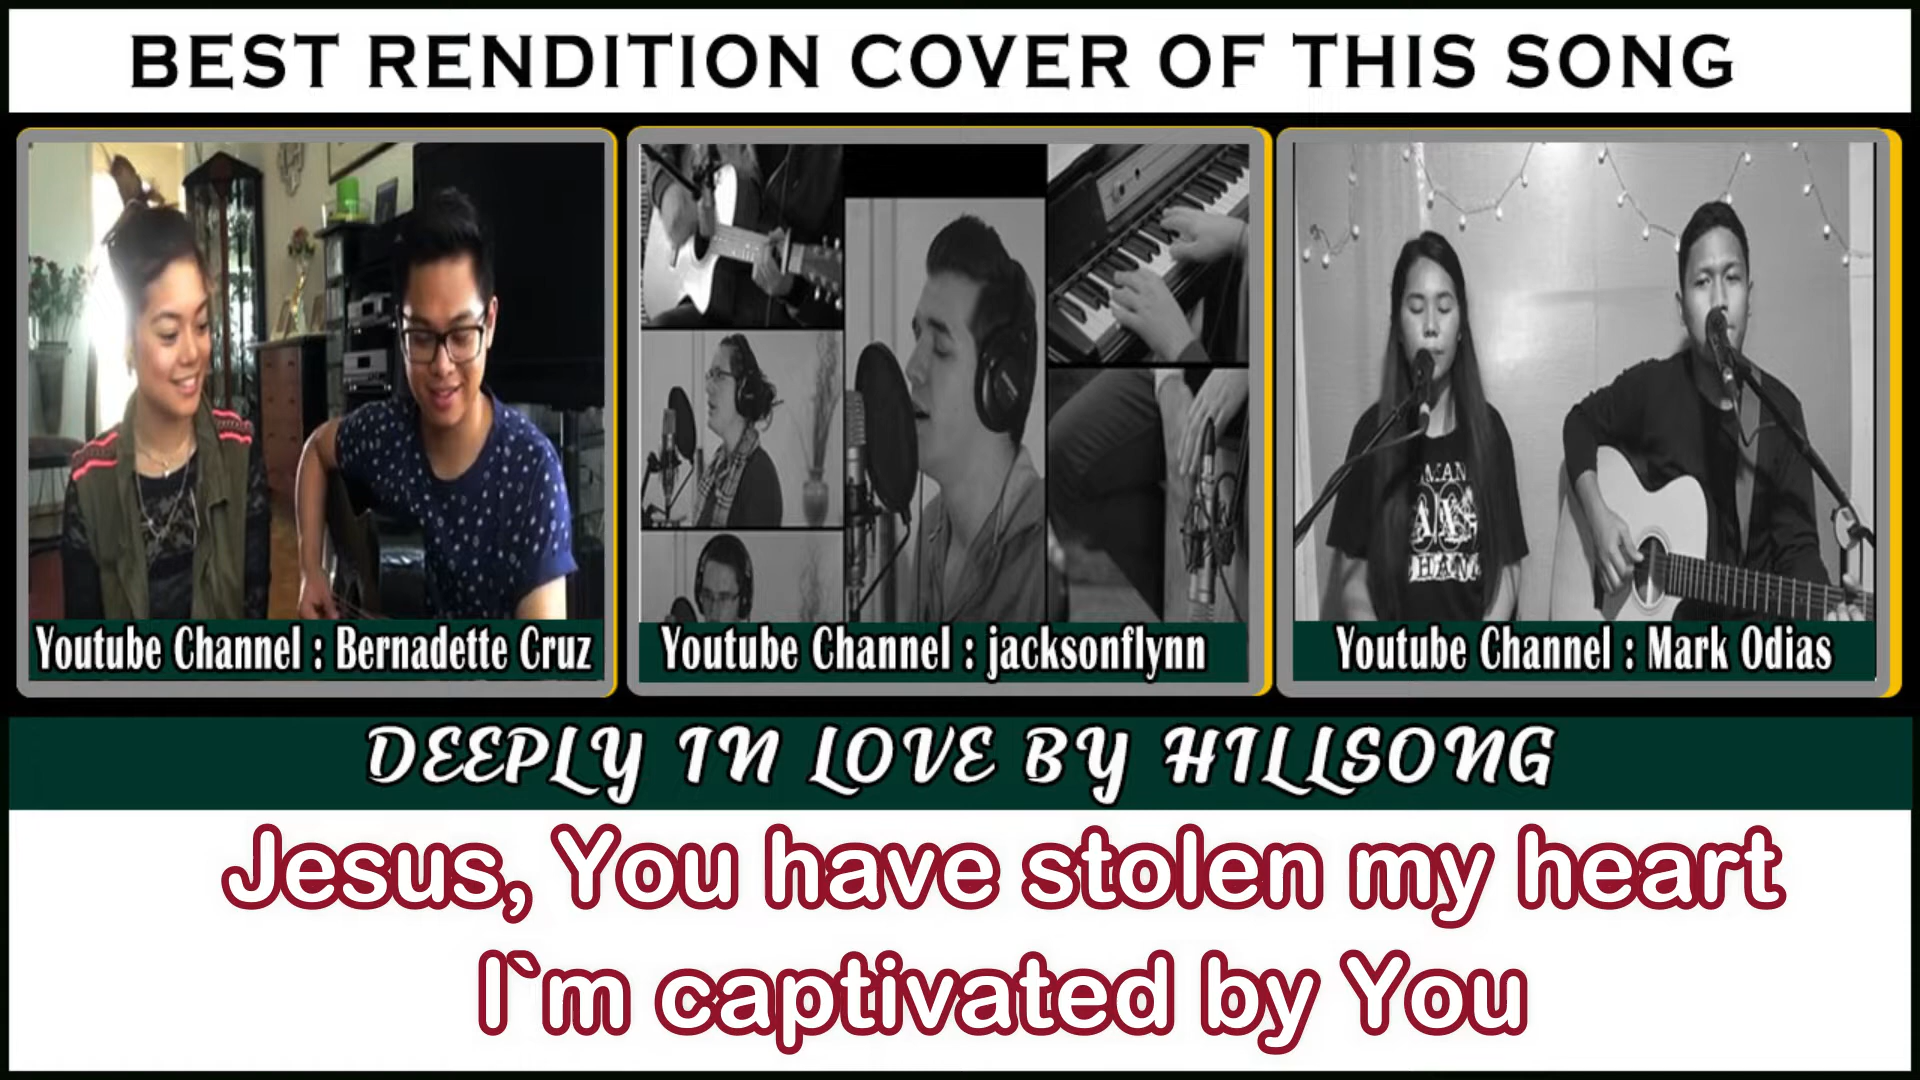 BEST RENDITION COVER OF THIS SONG
Youtube Channel : Bernadette Cruz
Youtube Channel : jacksonflynn
Youtube Channel : Mark Odias
DEEPLY IN LOVE BY HILLSONG
Jesus, You have stolen my heart
I`m captivated by You